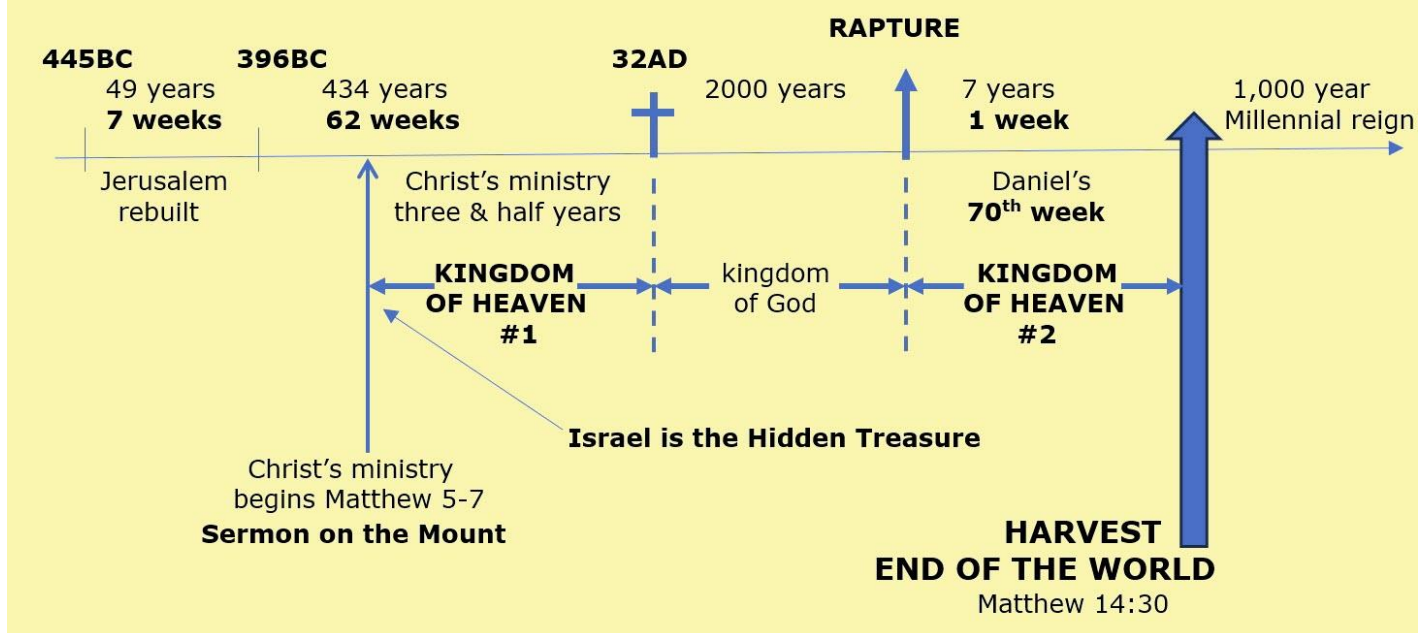 RAPTURE
445BC
396BC
32AD
49 years
7 weeks
434 years
62 weeks
2000 years
7 years
1 week
1,000 year
Millennial reign
Jerusalem
rebuilt
Christ’s ministry
three & half years
Daniel’s
70th week
KINGDOM
OF HEAVEN
#1
kingdom
of God
KINGDOM
OF HEAVEN
#2
Israel is the Hidden Treasure
Christ’s ministry
begins Matthew 5-7
Sermon on the Mount
HARVEST
END OF THE WORLD
Matthew 14:30